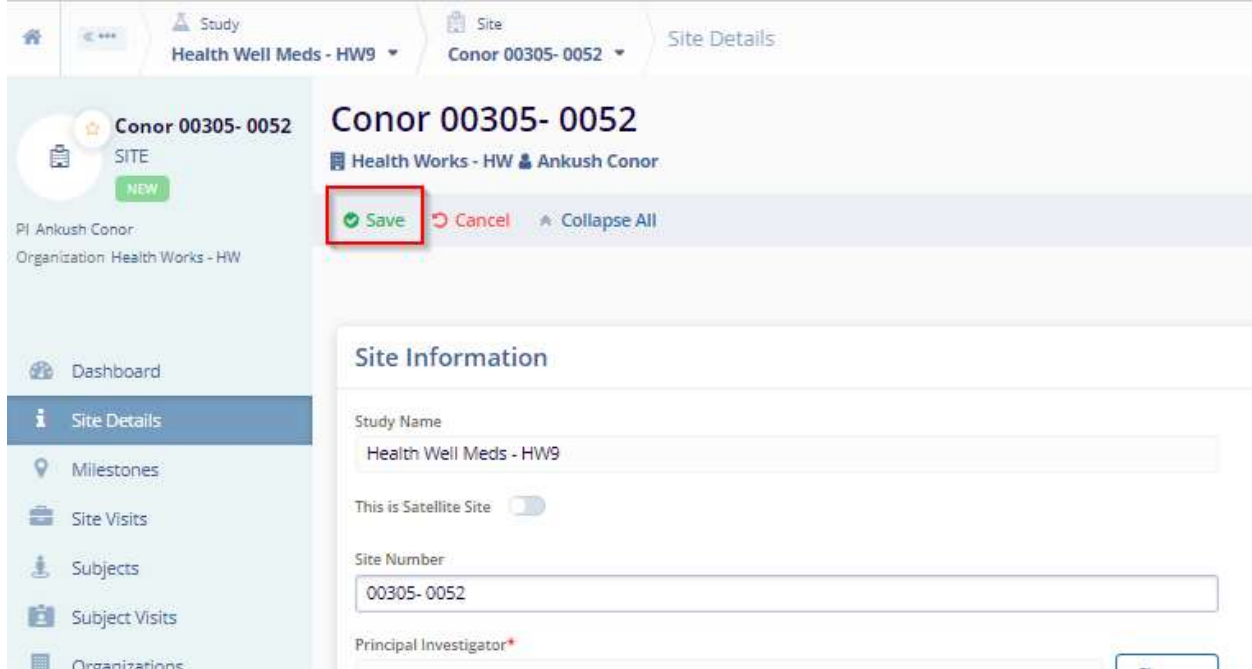 Study
Health Well Meds - HW9
Site
Conor 00305- 0052
Site Details
Conor 00305- 0052
SITE
NEW
PI Ankush Conor
Organization Health Works - HW
Conor 00305- 0052
Health Works - HW Ankush Conor
Save Cancel Collapse All
Dashboard
Site Details
Milestones
Site Visits
Subjects
Subject Visits
Organizations
Site Information
Study Name
Health Well Meds - HW9
This is Satellite Site
Site Number
00305- 0052
Principal Investigator*